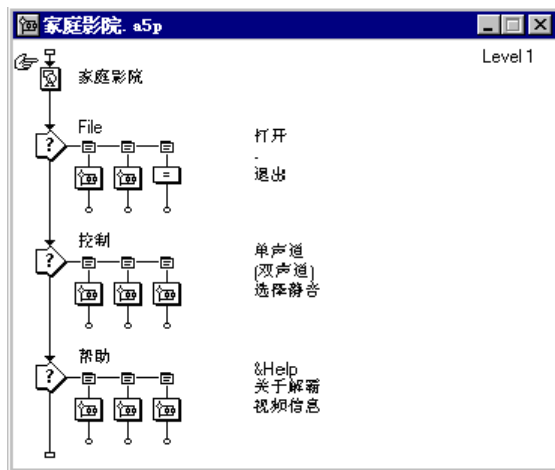 家庭影院. a5p
Level 1
家庭影院
File
打开
-
退出
?
=
控制
单声道
(双声道)
选择静音
?
帮助
&Help
关于解霸
视频信息
?